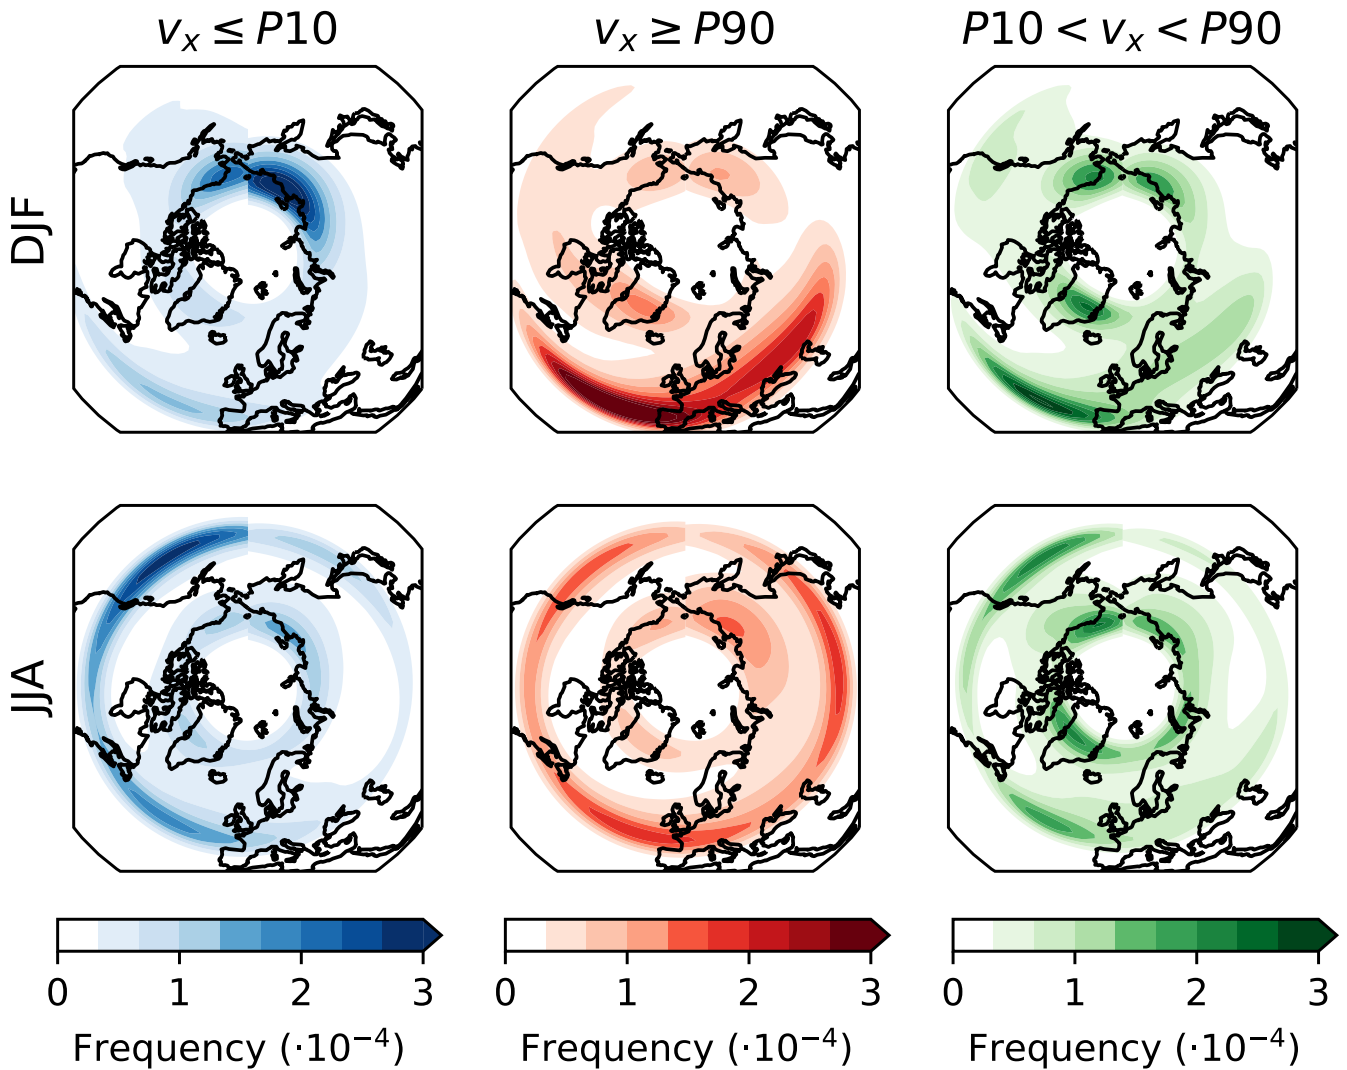 v_x ≤ P10
v_x ≥ P90
P10 < v_x < P90
DJF
JJA
0 1 2 3
0 1 2 3
0 1 2 3
Frequency (·10⁻⁴)
Frequency (·10⁻⁴)
Frequency (·10⁻⁴)